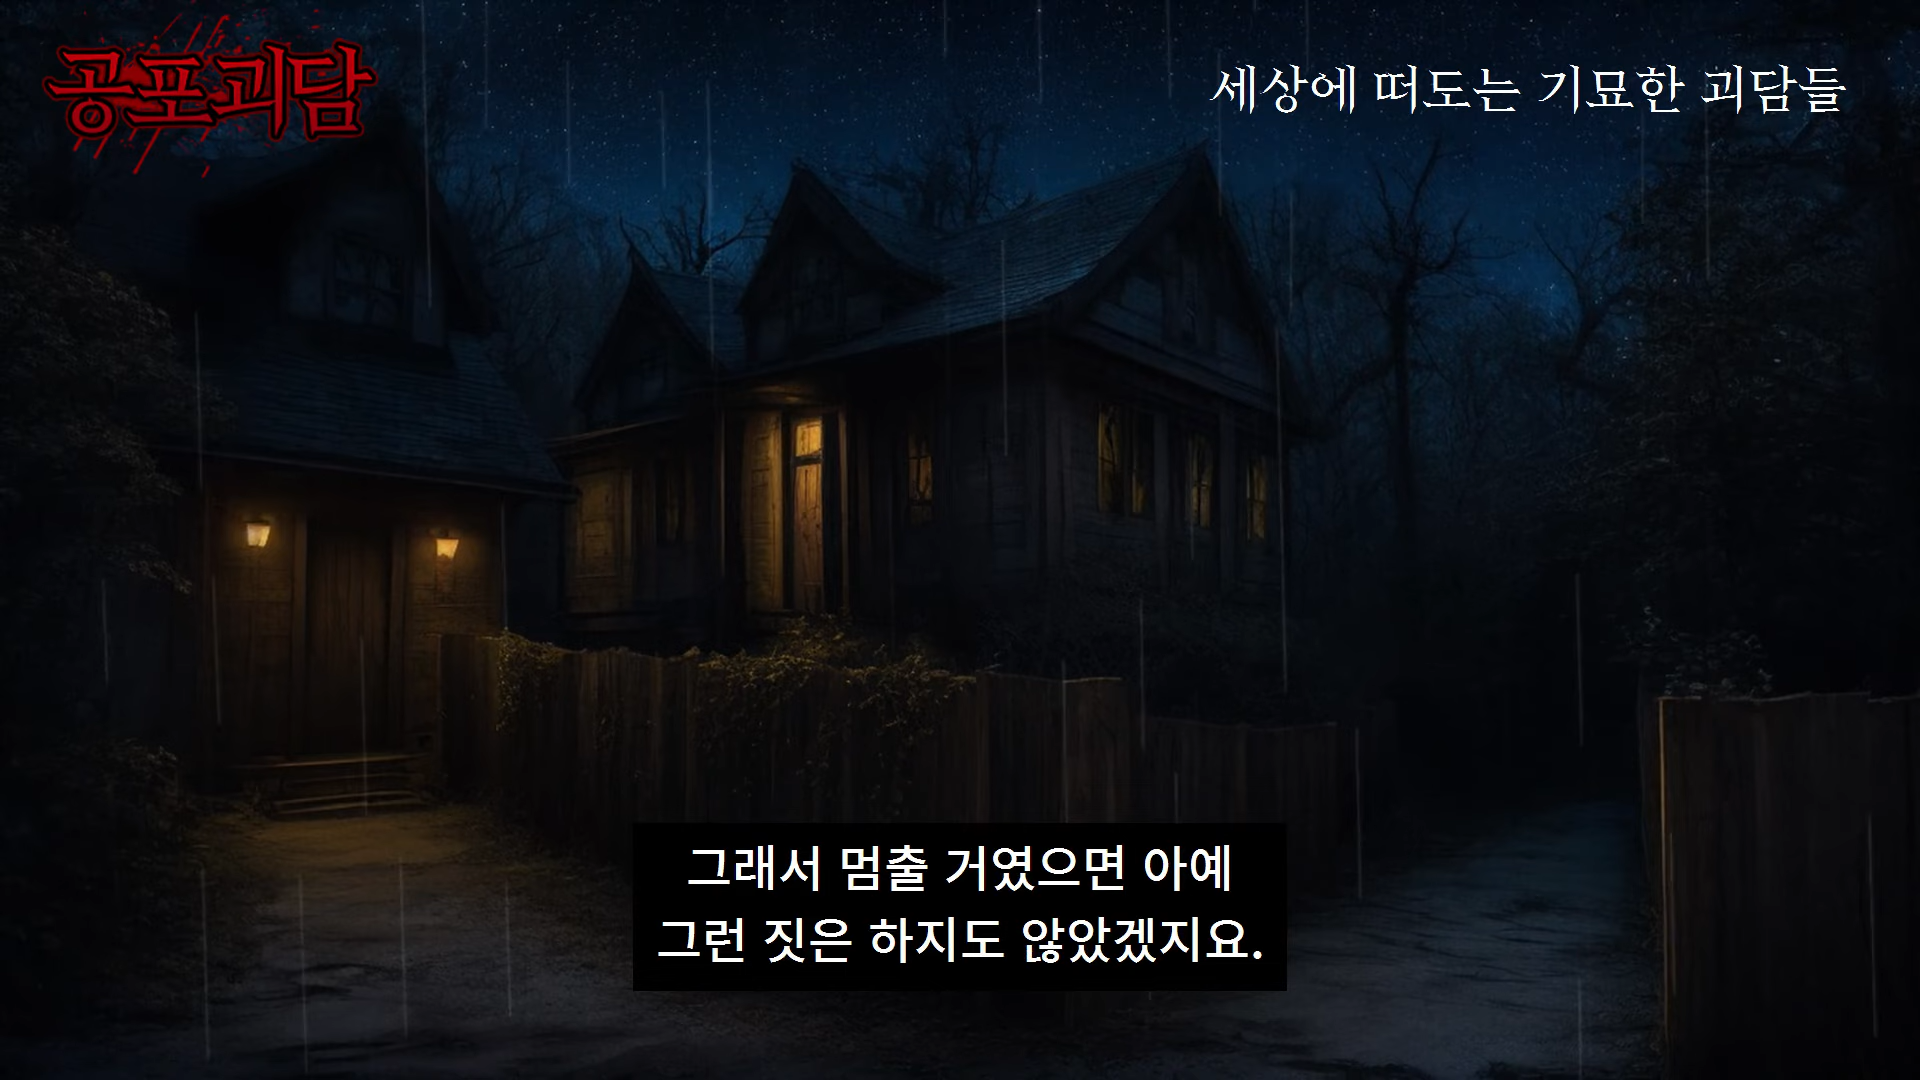 공포괴담
세상에 떠도는 기묘한 괴담들
그래서 멈출 거였으면 아예
그런 짓은 하지도 않았겠지요.